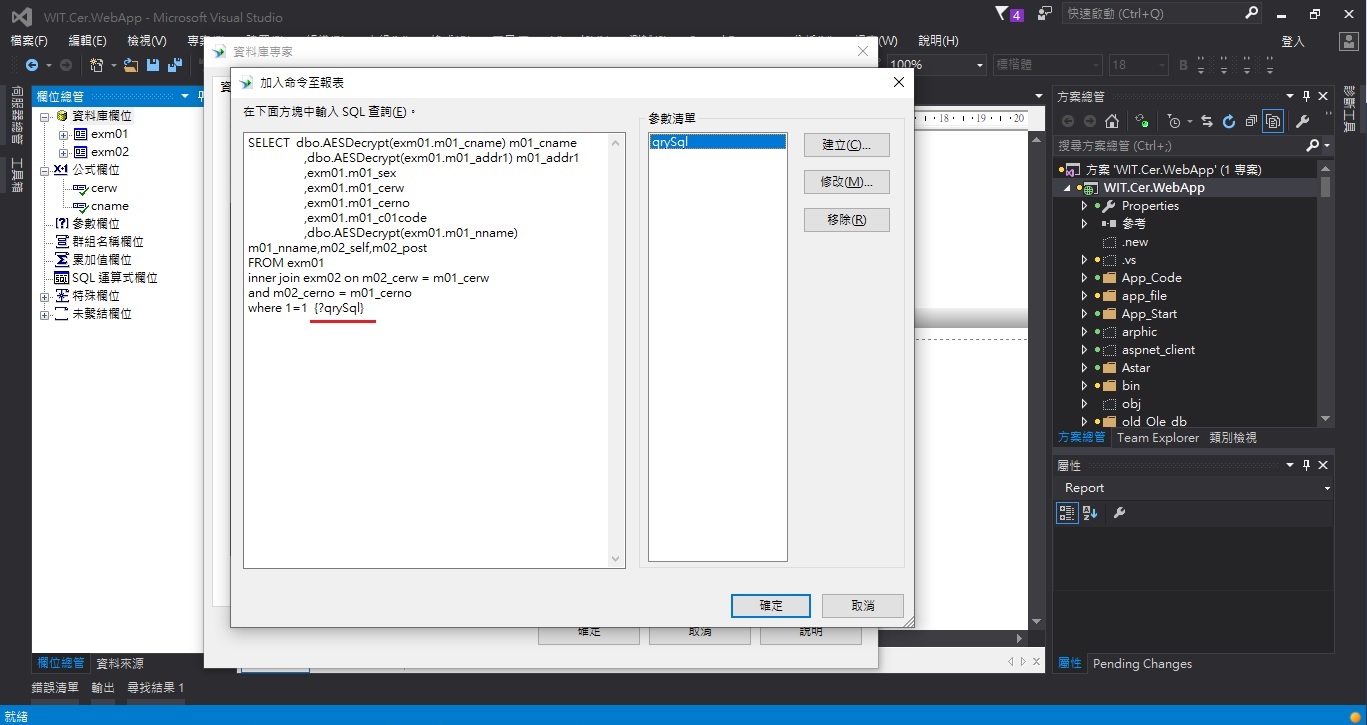 WIT.Cer.WebApp - Microsoft Visual Studio
4
快速啟動 (Ctrl+Q)
檔案(F)
編輯(E)
檢視(V)
說明(H)
登入
資料庫專家
100%
標楷體
18
B
加入命令至報表
在下面方塊中輸入 SQL 查詢(E)。
SELECT dbo.AESDecrypt(exm01.m01_cname) m01_cname
,dbo.AESDecrypt(exm01.m01_addr1) m01_addr1
,exm01.m01_sex
,exm01.m01_cerw
,exm01.m01_cerno
,exm01.m01_c01code
,dbo.AESDecrypt(exm01.m01_nname)
m01_nname,m02_self,m02_post
FROM exm01
inner join exm02 on m02_cerw = m01_cerw
and m02_cerno = m01_cerno
where 1=1 {?qrySql}
參數清單
qrySql
建立(C)...
修改(M)...
移除(R)
確定
取消
確定
取消
說明
伺服器總管
工具箱
欄位總管
資料庫欄位
exm01
exm02
公式欄位
cerw
cname
參數欄位
群組名稱欄位
累加值欄位
SQL 運算式欄位
特殊欄位
未繫結欄位
欄位總管
資料來源
錯誤清單
輸出
尋找結果 1
就緒
18
19
20
方案總管
搜尋方案總管 (Ctrl+;)
方案 'WIT.Cer.WebApp' (1 專案)
WIT.Cer.WebApp
Properties
參考
.new
.vs
App_Code
app_file
App_Start
arphic
aspnet_client
Astar
bin
obj
old_Ole_db
方案總管
Team Explorer
類別檢視
屬性
Report
屬性
Pending Changes
診斷工具